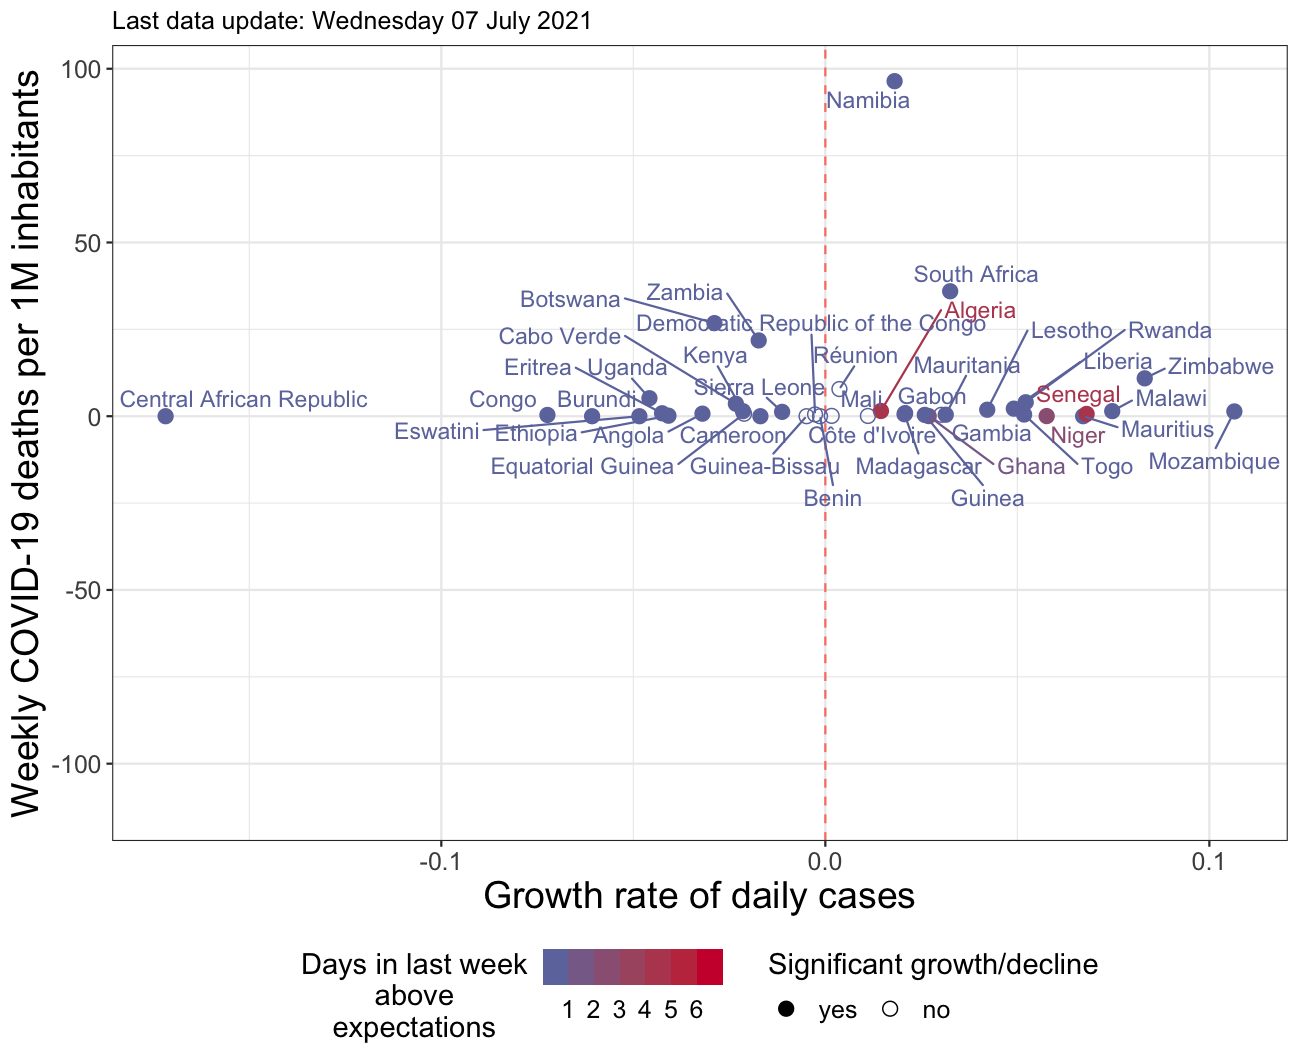 Last data update: Wednesday 07 July 2021
Weekly COVID-19 deaths per 1M inhabitants
100
50
0
-50
-100
Namibia
South Africa
Zambia
Botswana
Algeria
Democratic Republic of the Congo
Lesotho
Rwanda
Cabo Verde
Kenya
Réunion
Liberia
Mauritania
Zimbabwe
Eritrea
Uganda
Sierra Leone
Senegal
Central African Republic
Congo
Burundi
Mali
Gabon
Malawi
Eswatini
Ethiopia
Angola
Cameroon
Côte d'Ivoire
Gambia
Niger
Mauritius
Equatorial Guinea
Guinea-Bissau
Madagascar
Ghana
Togo
Mozambique
Benin
Guinea
-0.1
0.0
0.1
Growth rate of daily cases
Days in last week
above
expectations
1 2 3 4 5 6
Significant growth/decline
yes
no